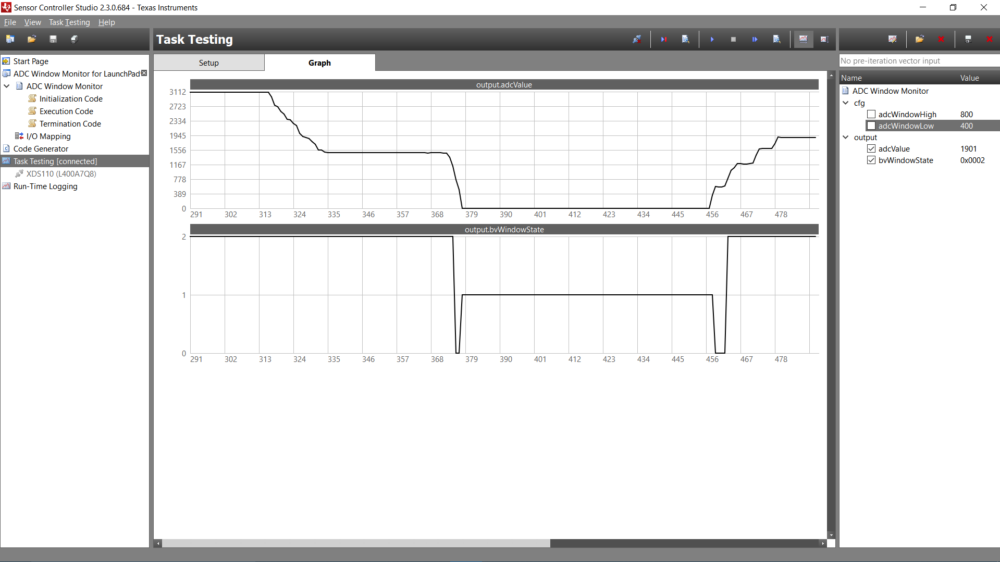 Sensor Controller Studio 2.3.0.684 - Texas Instruments
File View Task Testing Help
Task Testing
Start Page
ADC Window Monitor for LaunchPad
ADC Window Monitor
Initialization Code
Execution Code
Termination Code
I/O Mapping
Code Generator
Task Testing [connected]
XDS110 (L400A7Q8)
Run-Time Logging
Setup Graph
output.adcValue
3112
2723
2334
1945
1556
1167
778
389
0
291 302 313 324 335 346 357 368 379 390 401 412 423 434 445 456 467 478
output.bvWindowState
2
1
0
291 302 313 324 335 346 357 368 379 390 401 412 423 434 445 456 467 478
No pre-iteration vector input
Name Value
ADC Window Monitor
cfg
adcWindowHigh 800
adcWindowLow 400
output
adcValue 1901
bvWindowState 0x0002